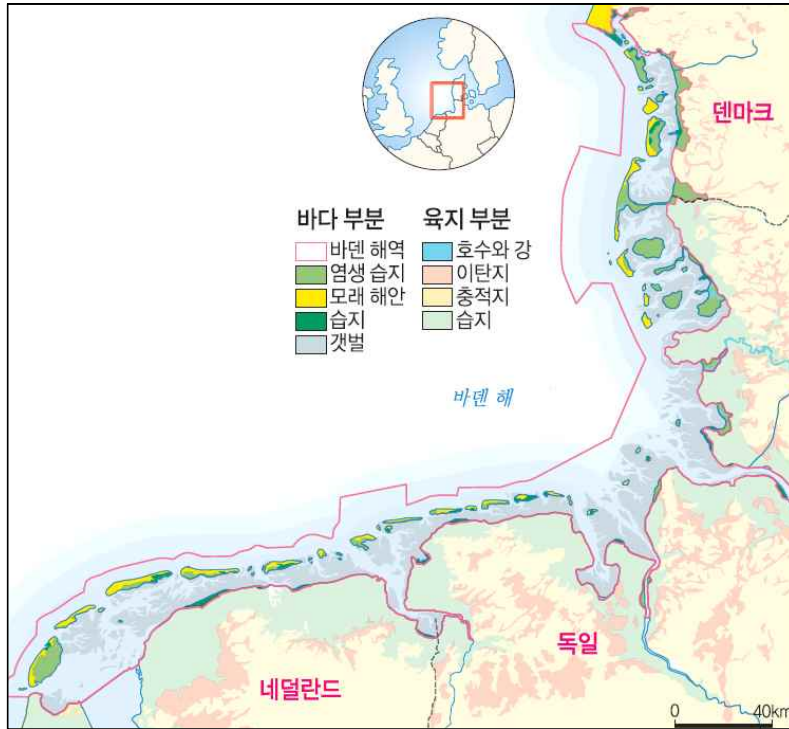 덴마크
바다 부분
바덴 해역
염생 습지
모래 해안
습지
갯벌
육지 부분
호수와 강
이탄지
충적지
습지
바덴 해
독일
네덜란드
0 40km